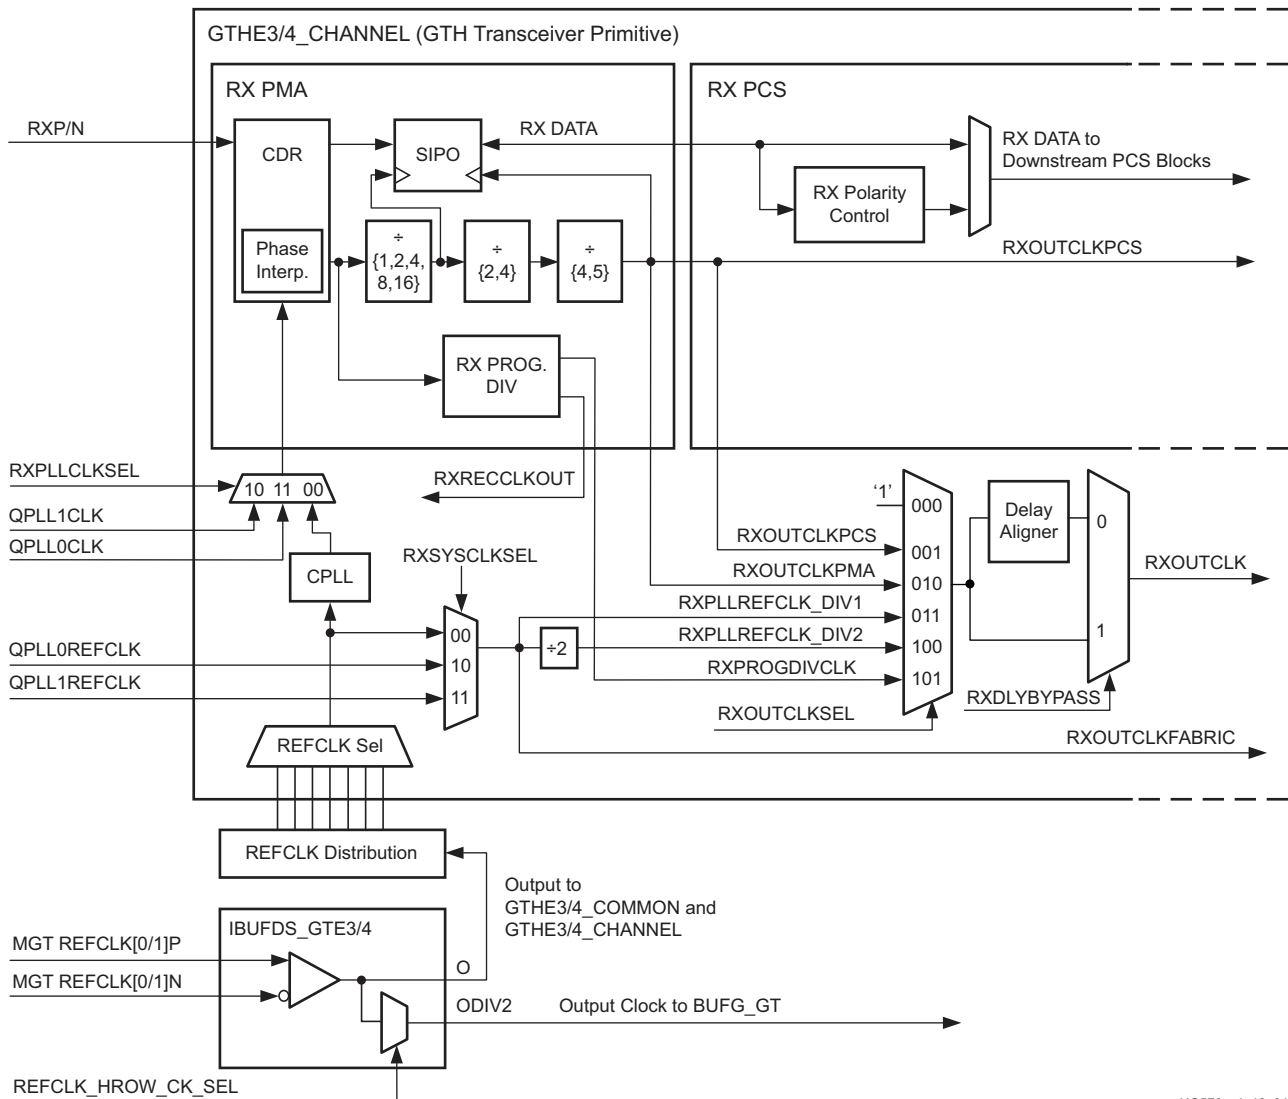 GTHE3/4_CHANNEL (GTH Transceiver Primitive)
RX PMA
RX PCS
RXP/N
CDR
SIPO
RX DATA
RX DATA to
Downstream PCS Blocks
RX Polarity
Control
Phase
Interp.
÷
{1,2,4,
8,16}
÷
{2,4}
÷
{4,5}
RXOUTCLKPCS
RX PROG.
DIV
RXPLLCLKSEL
10 11 00
RXRECCLKOUT
QPLL1CLK
QPLL0CLK
CPLL
RXSYSCLKSEL
'1'
000
RXOUTCLKPCS
001
RXOUTCLKPMA
010
RXPLLREFCLK_DIV1
011
RXPLLREFCLK_DIV2
100
RXPROGDIVCLK
101
Delay
Aligner
0
1
RXOUTCLK
QPLL0REFCLK
QPLL1REFCLK
00
10
11
÷2
RXOUTCLKSEL
RXDLYBYPASS
REFCLK Sel
RXOUTCLKFABRIC
REFCLK Distribution
Output to
GTHE3/4_COMMON and
GTHE3/4_CHANNEL
IBUFDS_GTE3/4
MGT REFCLK[0/1]P
MGT REFCLK[0/1]N
O
ODIV2
Output Clock to BUFG_GT
REFCLK_HROW_CK_SEL